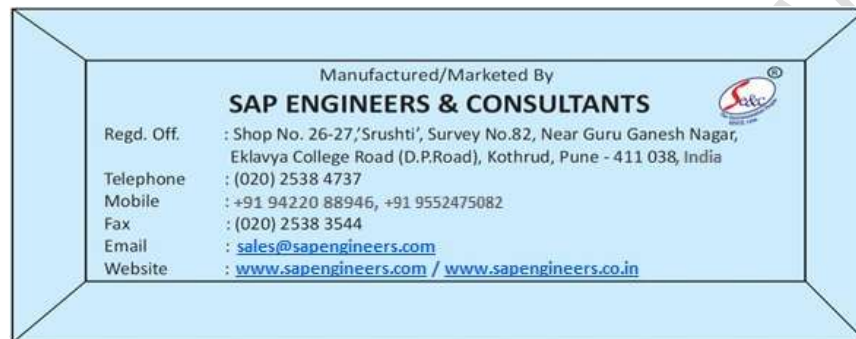 Manufactured/Marketed By
SAP ENGINEERS & CONSULTANTS
®
Regd. Off. : Shop No. 26-27,'Srushti', Survey No.82, Near Guru Ganesh Nagar,
Eklavya College Road (D.P.Road), Kothrud, Pune - 411 038, India
Telephone : (020) 2538 4737
Mobile : +91 94220 88946, +91 9552475082
Fax : (020) 2538 3544
Email : sales@sapengineers.com
Website : www.sapengineers.com / www.sapengineers.co.in